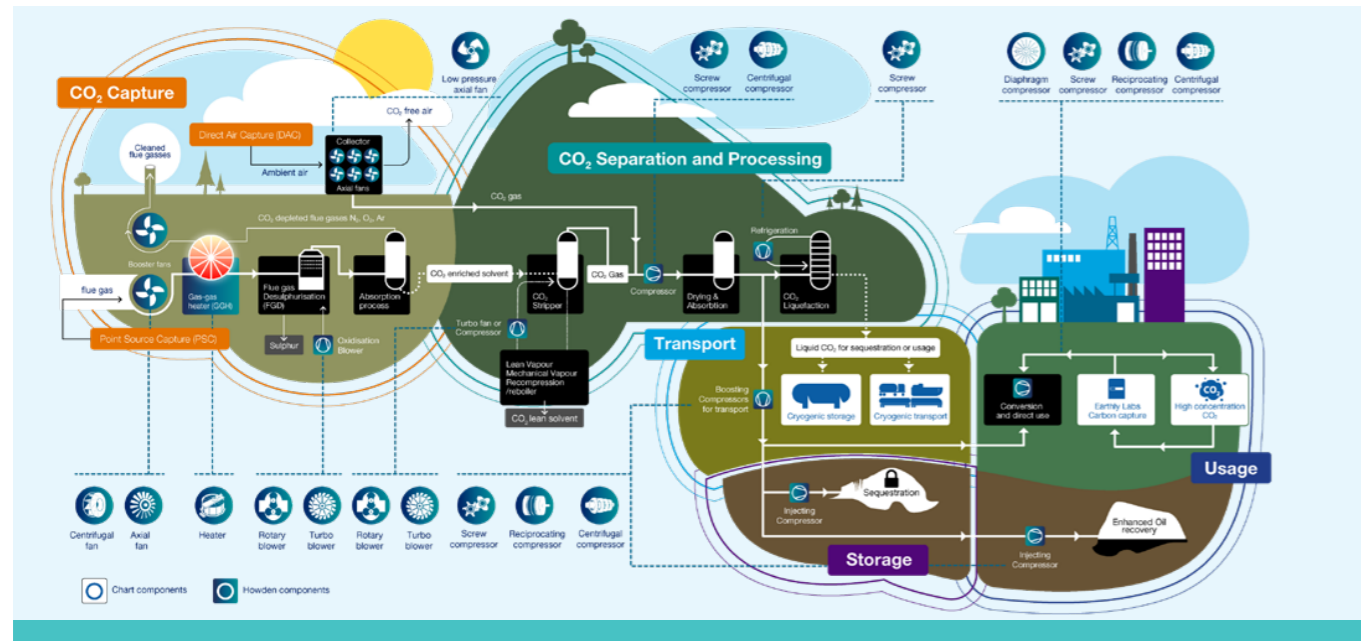 CO₂ Capture
Low pressure
axial fan
Screw
compressor
Centrifugal
compressor
Screw
compressor
Diaphragm
compressor
Screw
compressor
Reciprocating
compressor
Centrifugal
compressor
Direct Air Capture (DAC)
CO₂ free air
Collector
Axial fans
Ambient air
Cleaned
flue gasses
CO₂ Separation and Processing
CO₂ gas
CO₂ depleted flue gases N₂, O₂, Ar
Booster fans
flue gas
Gas-gas
heater (GGH)
Flue gas
Desulphurisation
(FGD)
Absorption
process
CO₂ enriched solvent
CO₂
Stripper
CO₂ Gas
Compressor
Drying &
Absorbtion
Refrigeration
CO₂
Liquefaction
Point Source Capture (PSC)
Sulphur
Oxidisation
Blower
Turbo fan or
Compressor
Lean Vapour
Mechanical Vapour
Recompression
/reboiler
CO₂ lean solvent
Transport
Liquid CO₂ for sequestration or usage
Boosting
Compressors
for transport
Cryogenic storage
Cryogenic transport
Conversion
and direct use
Earthly Labs
Carbon capture
CO₂
High concentration
CO₂
Usage
Sequestration
Injecting
Compressor
Enhanced Oil
recovery
Injecting
Compressor
Storage
Centrifugal
fan
Axial
fan
Heater
Rotary
blower
Turbo
blower
Rotary
blower
Turbo
blower
Screw
compressor
Reciprocating
compressor
Centrifugal
compressor
Chart components
Howden components